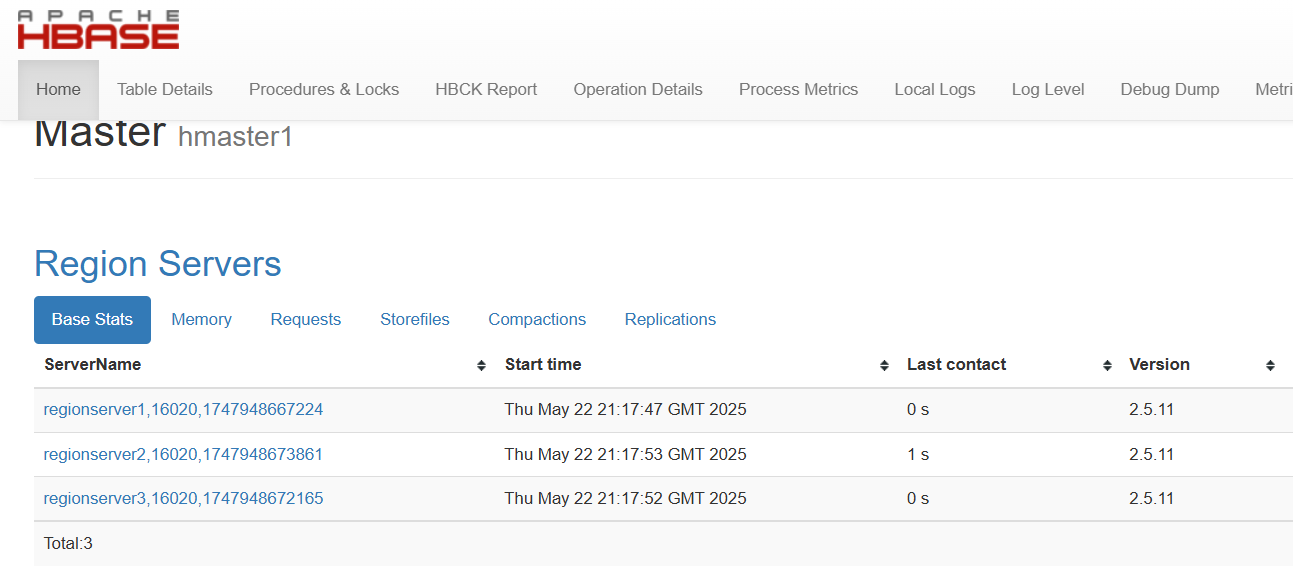 APACHE
HBASE
Home Table Details Procedures & Locks HBCK Report Operation Details Process Metrics Local Logs Log Level Debug Dump Metri
Master hmaster1
Region Servers
Base Stats Memory Requests Storefiles Compactions Replications
ServerName Start time Last contact Version
regionserver1,16020,1747948667224 Thu May 22 21:17:47 GMT 2025 0 s 2.5.11
regionserver2,16020,1747948673861 Thu May 22 21:17:53 GMT 2025 1 s 2.5.11
regionserver3,16020,1747948672165 Thu May 22 21:17:52 GMT 2025 0 s 2.5.11
Total:3